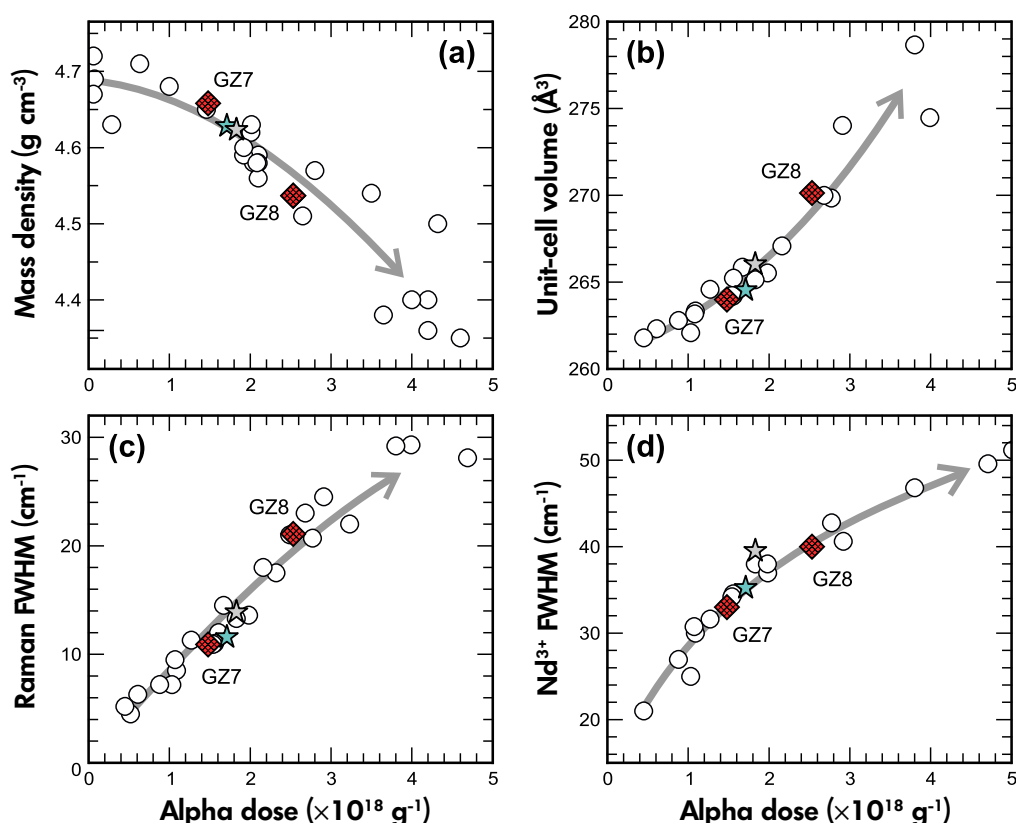 (a)
4.7
4.6
4.5
4.4
Mass density (g cm⁻³)
GZ7
GZ8
0 1 2 3 4 5
(b)
280
275
270
265
260
Unit-cell volume (Å³)
GZ8
GZ7
0 1 2 3 4 5
(c)
30
20
10
0
Raman FWHM (cm⁻¹)
GZ8
GZ7
0 1 2 3 4 5
Alpha dose (×10¹⁸ g⁻¹)
(d)
50
40
30
20
Nd³⁺ FWHM (cm⁻¹)
GZ8
GZ7
0 1 2 3 4 5
Alpha dose (×10¹⁸ g⁻¹)